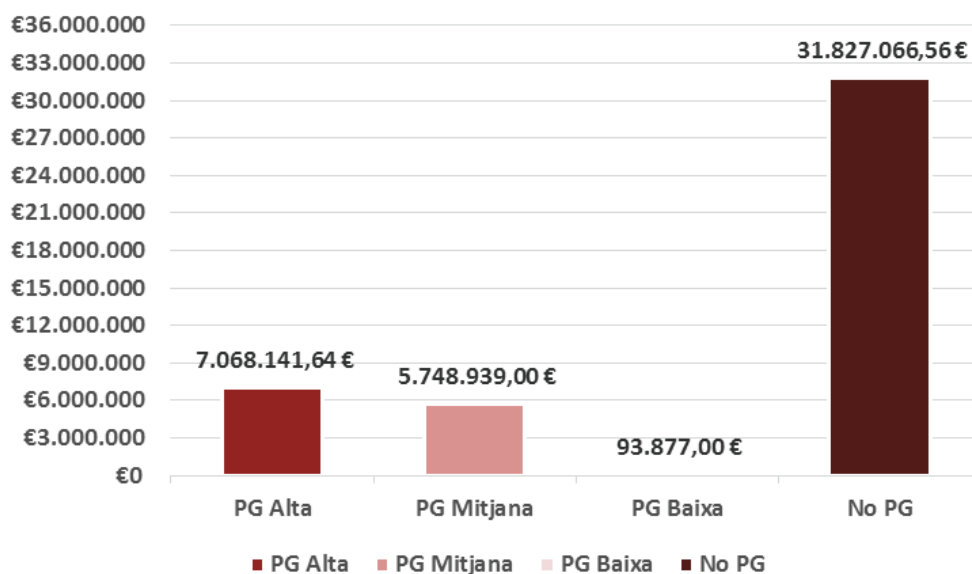 €36.000.000
€33.000.000
€30.000.000
€27.000.000
€24.000.000
€21.000.000
€18.000.000
€15.000.000
€12.000.000
€9.000.000
€6.000.000
€3.000.000
€0
7.068.141,64 €
5.748.939,00 €
93.877,00 €
31.827.066,56 €
PG Alta
PG Mitjana
PG Baixa
No PG
PG Alta
PG Mitjana
PG Baixa
No PG